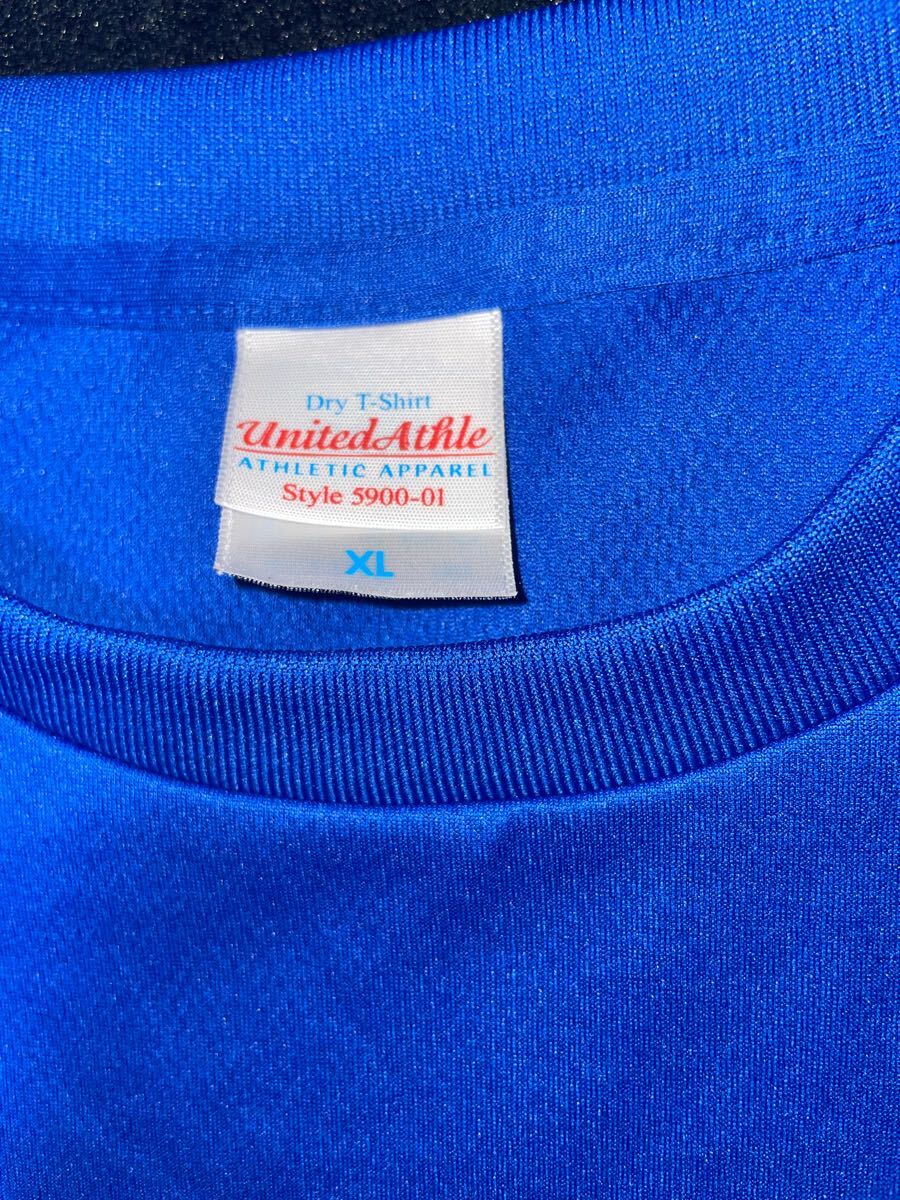 Dry T-Shirt
UnitedAthle
ATHLETIC APPAREL
Style 5900-01
XL